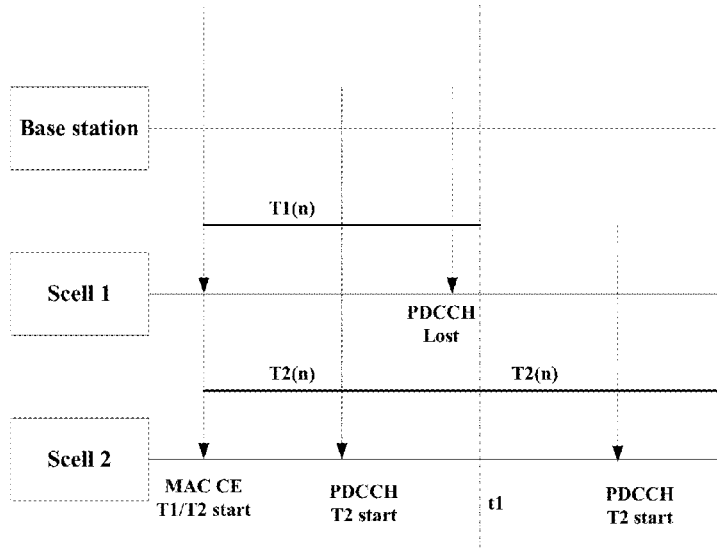 Base station
T1(n)
Scell 1
PDCCH
Lost
T2(n) T2(n)
Scell 2
MAC CE
T1/T2 start
PDCCH
T2 start
t1
PDCCH
T2 start